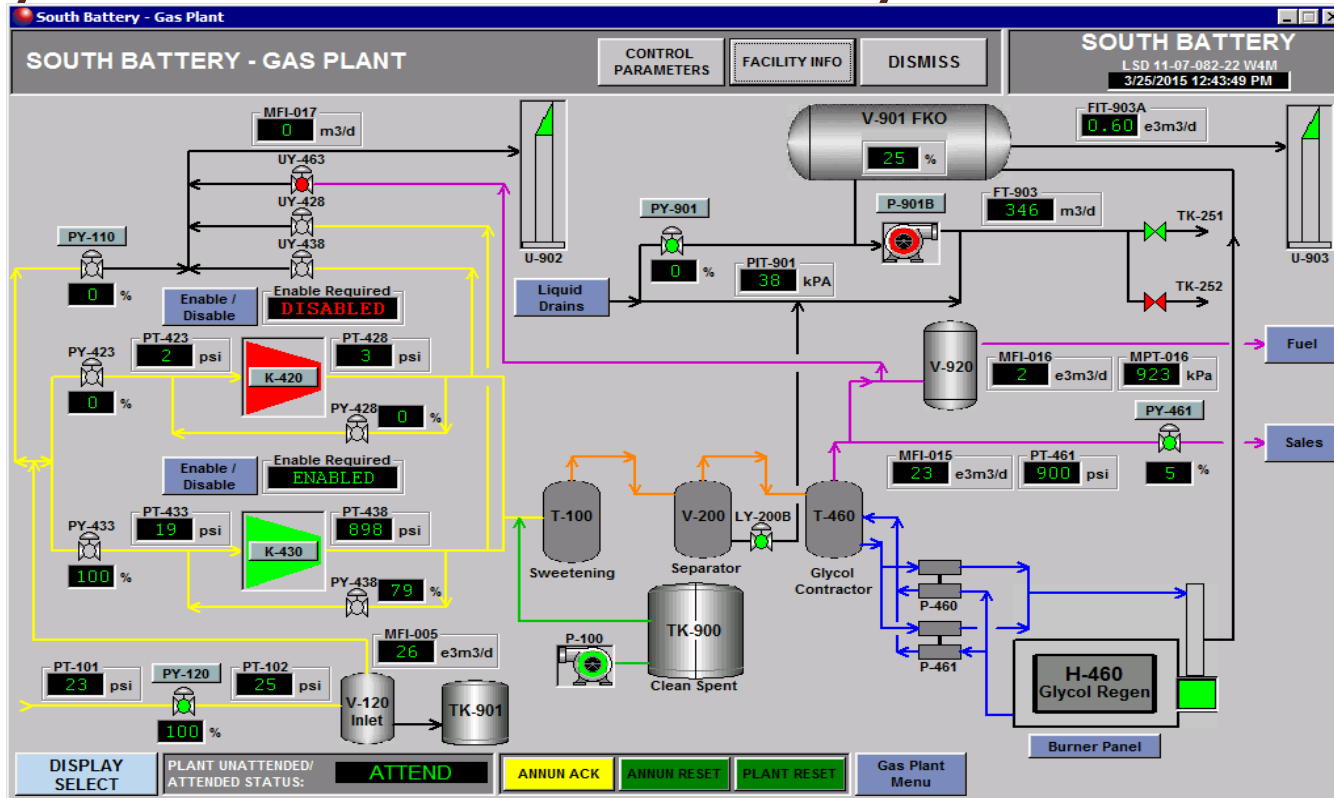 South Battery - Gas Plant
SOUTH BATTERY - GAS PLANT
CONTROL
PARAMETERS
FACILITY INFO
DISMISS
SOUTH BATTERY
LSD 11-07-082-22 W4M
3/25/2015 12:43:49 PM
MFI-017
0 m3/d
UY-463
UY-428
UY-438
U-902
PY-110
0 %
Enable /
Disable
Enable Required
DISABLED
V-901 FKO
25 %
FIT-903A
0.60 e3m3/d
U-903
PY-901
0 %
P-901B
FT-903
346 m3/d
TK-251
TK-252
PIT-901
38 kPA
Liquid
Drains
PY-423
0 %
PT-423
2 psi
K-420
PT-428
3 psi
PY-428
0 %
V-920
MFI-016
2 e3m3/d
MPT-016
923 kPa
Fuel
PY-461
5 %
Sales
MFI-015
23 e3m3/d
PT-461
900 psi
Enable /
Disable
Enable Required
ENABLED
PY-433
100 %
PT-433
19 psi
K-430
PT-438
898 psi
PY-438
79 %
T-100
Sweetening
V-200
Separator
LY-200B
T-460
Glycol
Contractor
P-460
P-461
TK-900
Clean Spent
P-100
MFI-005
26 e3m3/d
PT-101
23 psi
PY-120
100 %
PT-102
25 psi
V-120
Inlet
TK-901
H-460
Glycol Regen
Burner Panel
DISPLAY
SELECT
PLANT UNATTENDED/
ATTENDED STATUS:
ATTEND
ANNUN ACK
ANNUN RESET
PLANT RESET
Gas Plant
Menu